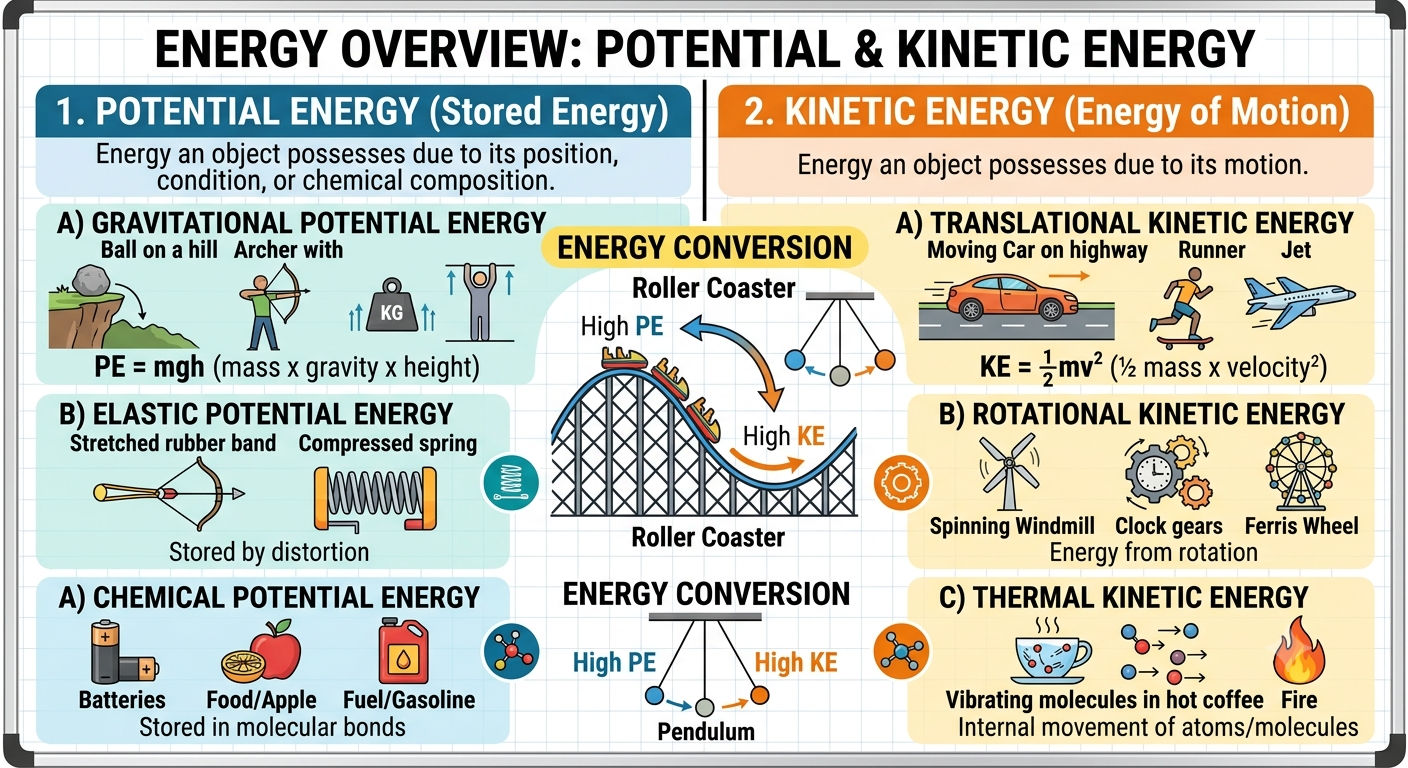 ENERGY OVERVIEW: POTENTIAL & KINETIC ENERGY
1. POTENTIAL ENERGY (Stored Energy)
Energy an object possesses due to its position,
condition, or chemical composition.
A) GRAVITATIONAL POTENTIAL ENERGY
Ball on a hill
Archer with
KG
PE = mgh (mass x gravity x height)
B) ELASTIC POTENTIAL ENERGY
Stretched rubber band
Compressed spring
Stored by distortion
A) CHEMICAL POTENTIAL ENERGY
Batteries
Food/Apple
Fuel/Gasoline
Stored in molecular bonds
ENERGY CONVERSION
Roller Coaster
High PE
High KE
Roller Coaster
ENERGY CONVERSION
High PE
High KE
Pendulum
2. KINETIC ENERGY (Energy of Motion)
Energy an object possesses due to its motion.
A) TRANSLATIONAL KINETIC ENERGY
Moving Car on highway
Runner
Jet
KE = 1/2 mv² (½ mass x velocity²)
B) ROTATIONAL KINETIC ENERGY
Spinning Windmill
Clock gears
Ferris Wheel
Energy from rotation
C) THERMAL KINETIC ENERGY
Vibrating molecules in hot coffee
Fire
Internal movement of atoms/molecules